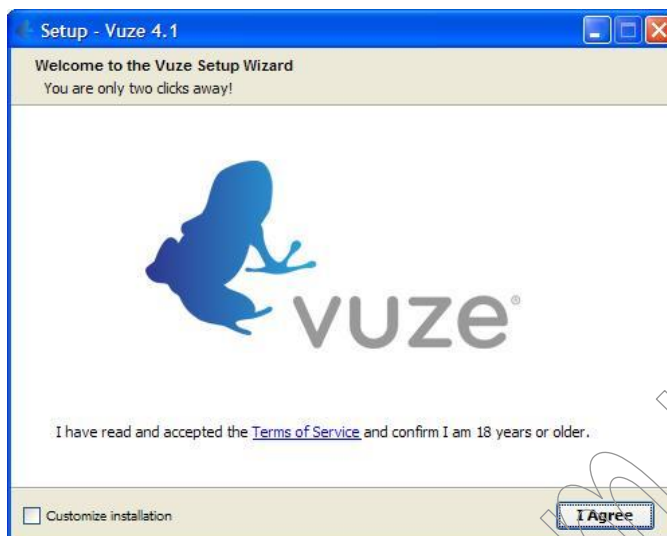 Setup - Vuze 4.1
Welcome to the Vuze Setup Wizard
You are only two clicks away!
vuze®
I have read and accepted the Terms of Service and confirm I am 18 years or older.
Customize installation
I Agree